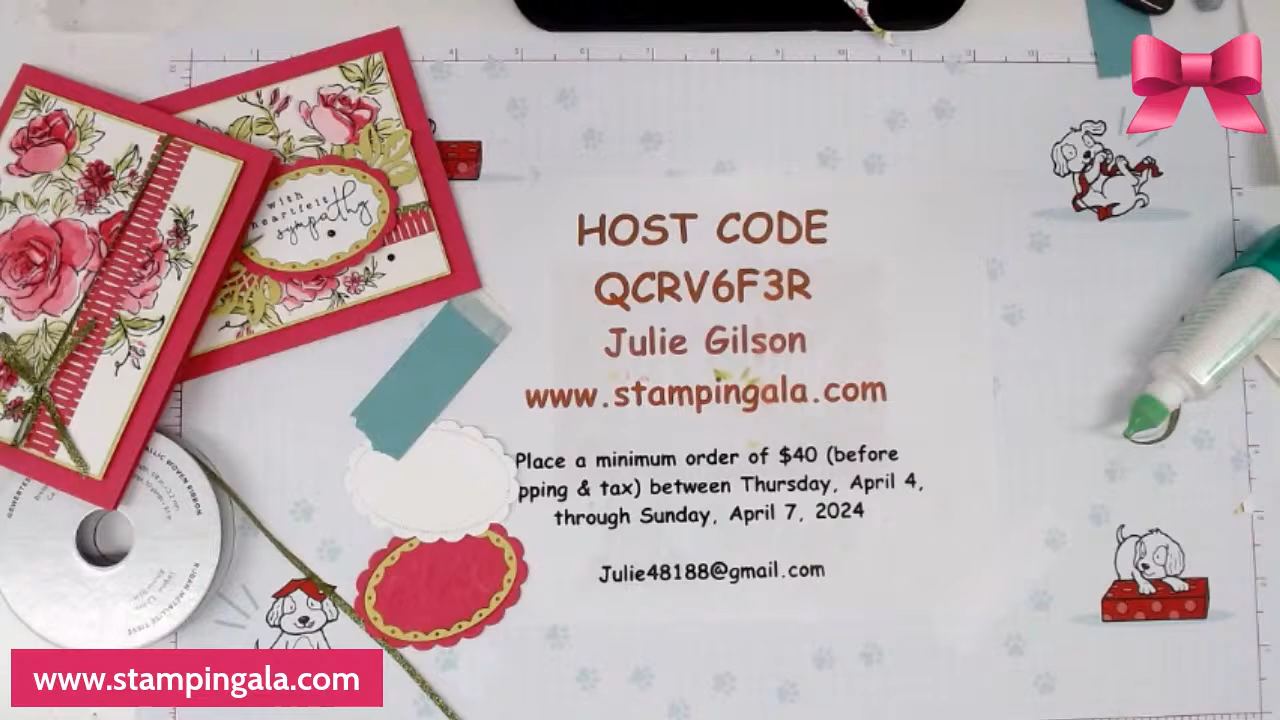 with
heartfelt
sympathy
HOST CODE
QCRV6F3R
Julie Gilson
www.stampingala.com
Place a minimum order of $40 (before
pping & tax) between Thursday, April 4,
through Sunday, April 7, 2024
Julie48188@gmail.com
www.stampingala.com